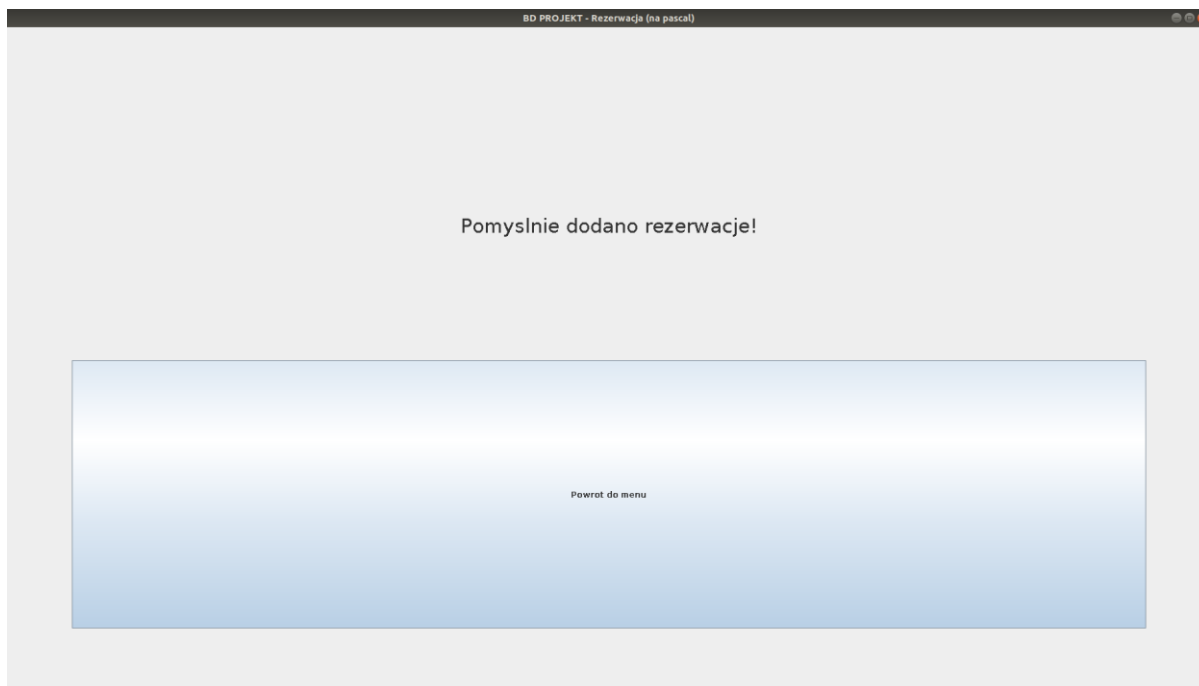 BD PROJEKT - Rezerwacja (na pascal)
Pomyslnie dodano rezerwacje!
Powrot do menu